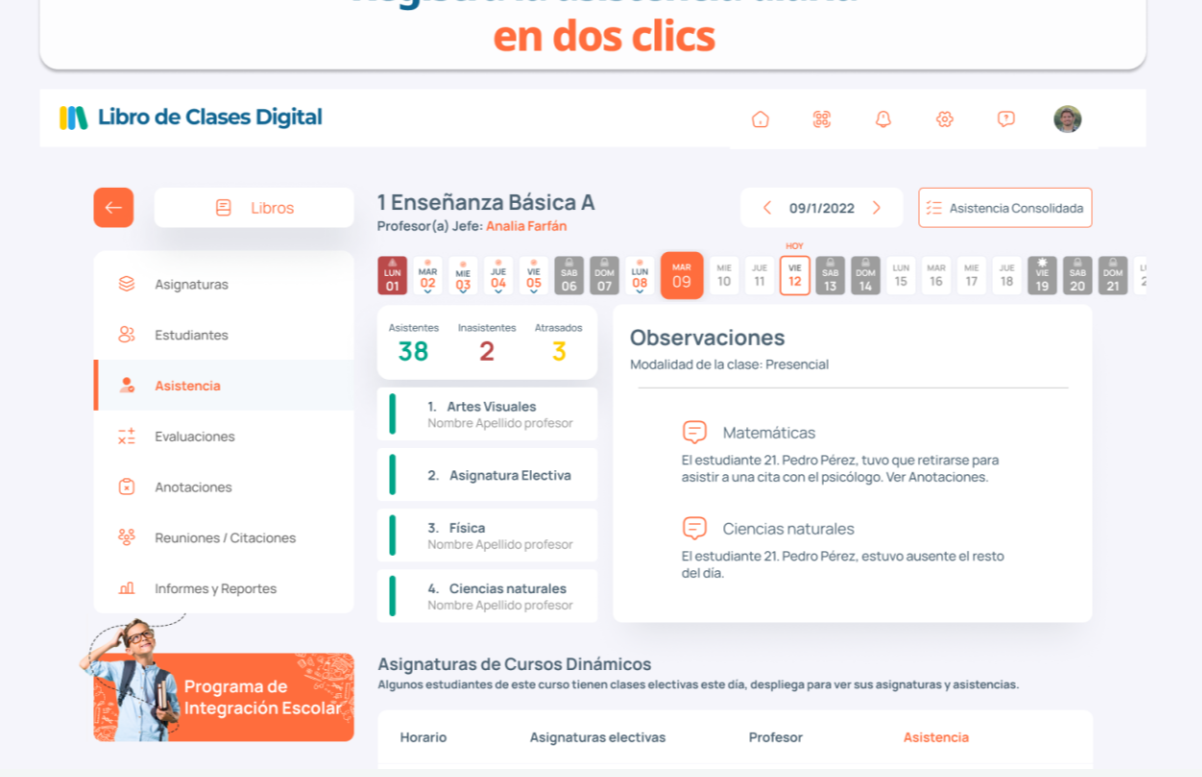 en dos clics
Libro de Clases Digital
Libros
1 Enseñanza Básica A
Profesor(a) Jefe: Analia Farfán
09/1/2022
Asistencia Consolidada
HOY
LUN MAR MIE JUE VIE SAB DOM LUN MAR MIE JUE VIE SAB DOM LUN MAR MIE JUE VIE SAB DOM
01 02 03 04 05 06 07 08 09 10 11 12 13 14 15 16 17 18 19 20 21
Asignaturas
Estudiantes
Asistencia
Evaluaciones
Anotaciones
Reuniones / Citaciones
Informes y Reportes
Asistentes Inasistentes Atrasados
38 2 3
1. Artes Visuales
Nombre Apellido profesor
2. Asignatura Electiva
3. Física
Nombre Apellido profesor
4. Ciencias naturales
Nombre Apellido profesor
Observaciones
Modalidad de la clase: Presencial
Matemáticas
El estudiante 21. Pedro Pérez, tuvo que retirarse para
asistir a una cita con el psicólogo. Ver Anotaciones.
Ciencias naturales
El estudiante 21. Pedro Pérez, estuvo ausente el resto
del día.
Programa de
Integración Escolar
Asignaturas de Cursos Dinámicos
Algunos estudiantes de este curso tienen clases electivas este día, despliega para ver sus asignaturas y asistencias.
Horario Asignaturas electivas Profesor Asistencia